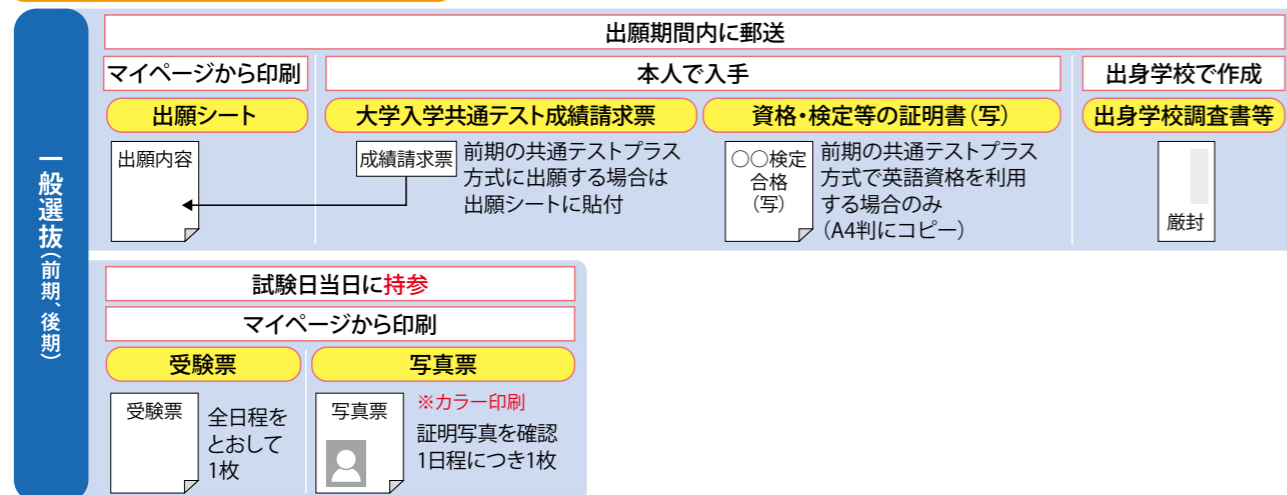 一般選抜(前期、後期)
出願期間内に郵送
マイページから印刷
本人で入手
出身学校で作成
出願シート
大学入学共通テスト成績請求票
資格・検定等の証明書(写)
出身学校調査書等
出願内容
成績請求票
前期の共通テストプラス
方式に出願する場合は
出願シートに貼付
〇〇検定
合格
(写)
前期の共通テストプラス
方式で英語資格を利用
する場合のみ
(A4判にコピー)
厳封
試験日当日に持参
マイページから印刷
受験票
写真票
受験票
全日程を
とおして
1枚
写真票
※カラー印刷
証明写真を確認
1日程につき1枚